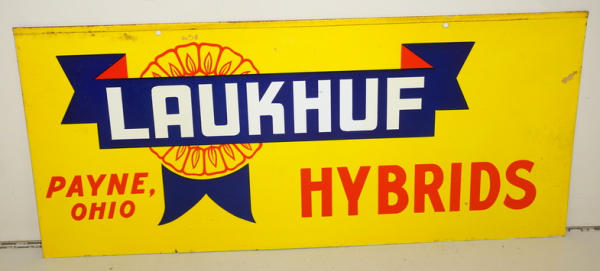 LAUKHUF
PAYNE,
OHIO
HYBRIDS